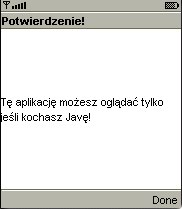 Potwierdzenie!
Tę aplikację możesz oglądać tylko
jeśli kochasz Javę!
Done